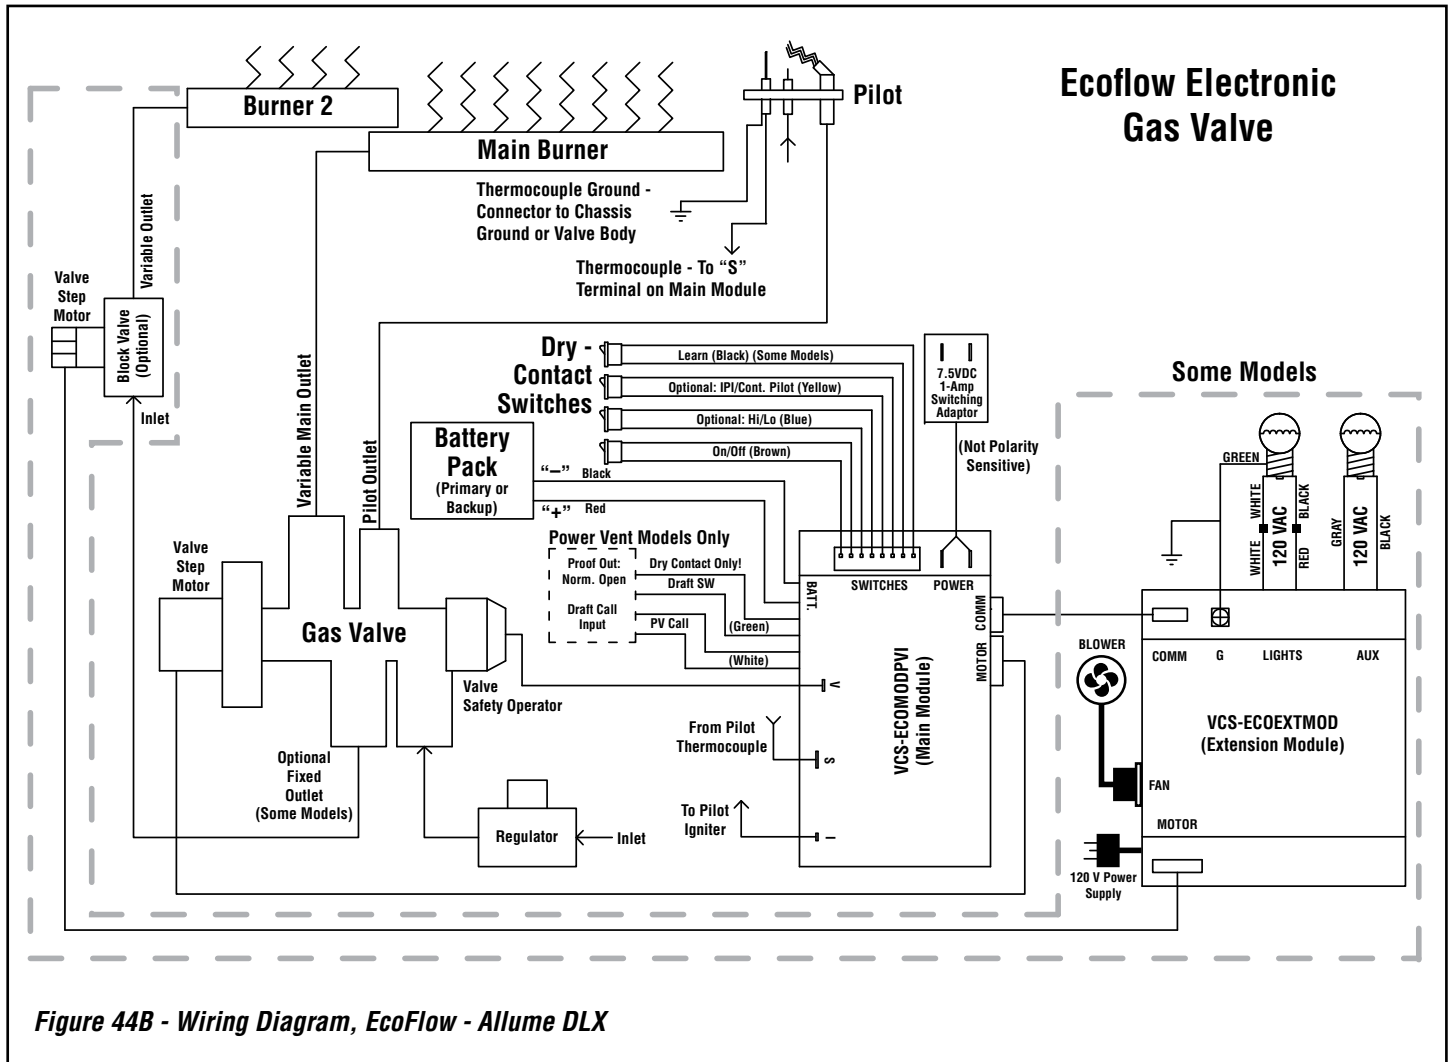 Ecoflow Electronic
Gas Valve
Burner 2
Main Burner
Pilot
Thermocouple Ground -
Connector to Chassis
Ground or Valve Body
Thermocouple - To “S”
Terminal on Main Module
Variable Outlet
Valve
Step
Motor
Block Valve
(Optional)
Inlet
Variable Main Outlet
Pilot Outlet
Dry -
Contact
Switches
Learn (Black) (Some Models)
Optional: IPI/Cont. Pilot (Yellow)
Optional: Hi/Lo (Blue)
On/Off (Brown)
7.5VDC
1-Amp
Switching
Adaptor
(Not Polarity
Sensitive)
Some Models
Battery
Pack
(Primary or
Backup)
“–”
Black
“+”
Red
Power Vent Models Only
Proof Out:
Norm. Open
Draft Call
Input
Dry Contact Only!
Draft SW
(Green)
PV Call
(White)
SWITCHES
POWER
BATT.
COMM
MOTOR
V
S
I
VCS-ECOMODPVI
(Main Module)
Valve
Step
Motor
Gas Valve
Valve
Safety Operator
From Pilot
Thermocouple
To Pilot
Igniter
Optional
Fixed
Outlet
(Some Models)
Regulator
Inlet
GREEN
WHITE
BLACK
WHITE
120 VAC
RED
GRAY
120 VAC
BLACK
BLOWER
COMM
G
LIGHTS
AUX
VCS-ECOEXTMOD
(Extension Module)
FAN
MOTOR
120 V Power
Supply
Figure 44B - Wiring Diagram, EcoFlow - Allume DLX